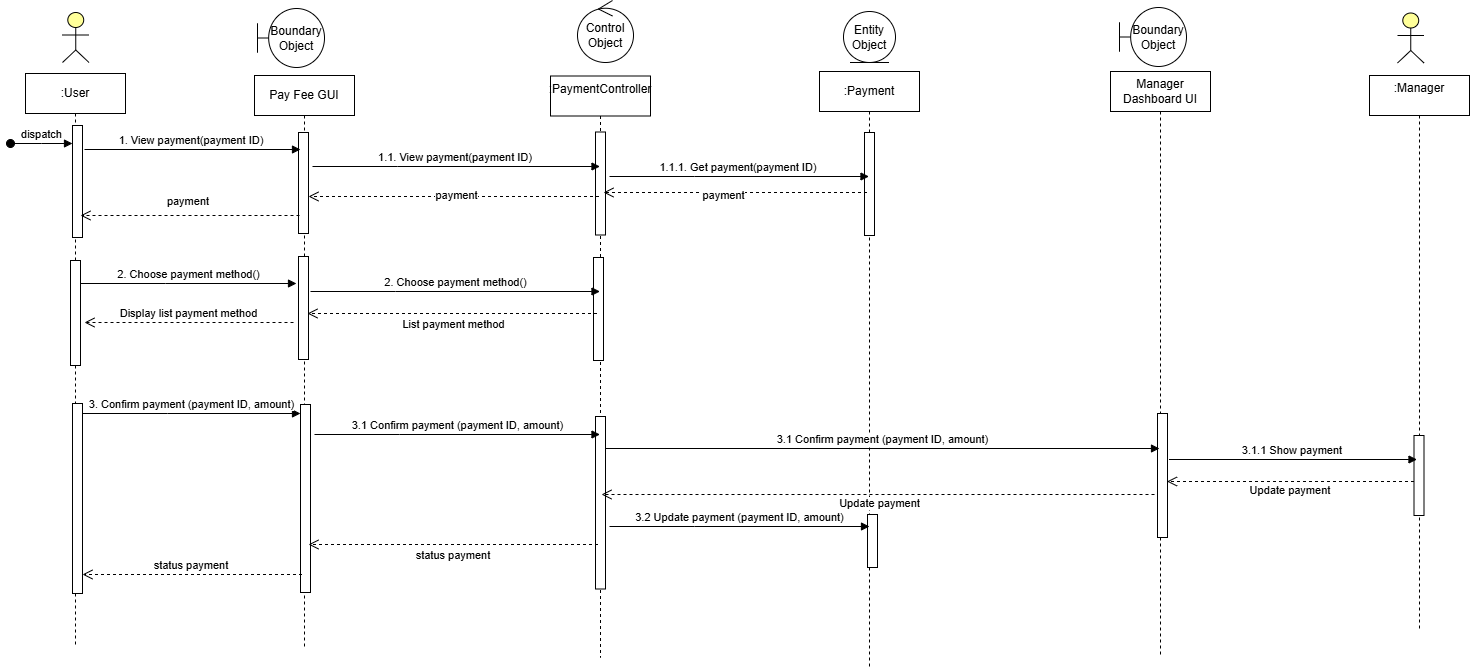 Boundary
Object
Control
Object
Entity
Object
Boundary
Object
:User
Pay Fee GUI
:PaymentController
:Payment
Manager
Dashboard UI
:Manager
dispatch
1. View payment(payment ID)
1.1. View payment(payment ID)
1.1.1. Get payment(payment ID)
payment
payment
payment
2. Choose payment method()
2. Choose payment method()
Display list payment method
List payment method
3. Confirm payment (payment ID, amount)
3.1 Confirm payment (payment ID, amount)
3.1 Confirm payment (payment ID, amount)
3.1.1 Show payment
Update payment
Update payment
3.2 Update payment (payment ID, amount)
status payment
status payment